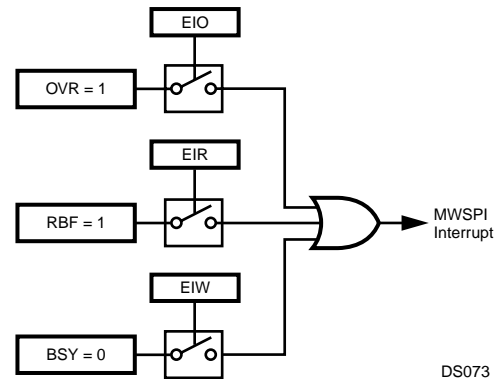 EIO
OVR = 1
EIR
RBF = 1
MWSPI
Interrupt
EIW
BSY = 0
DS073